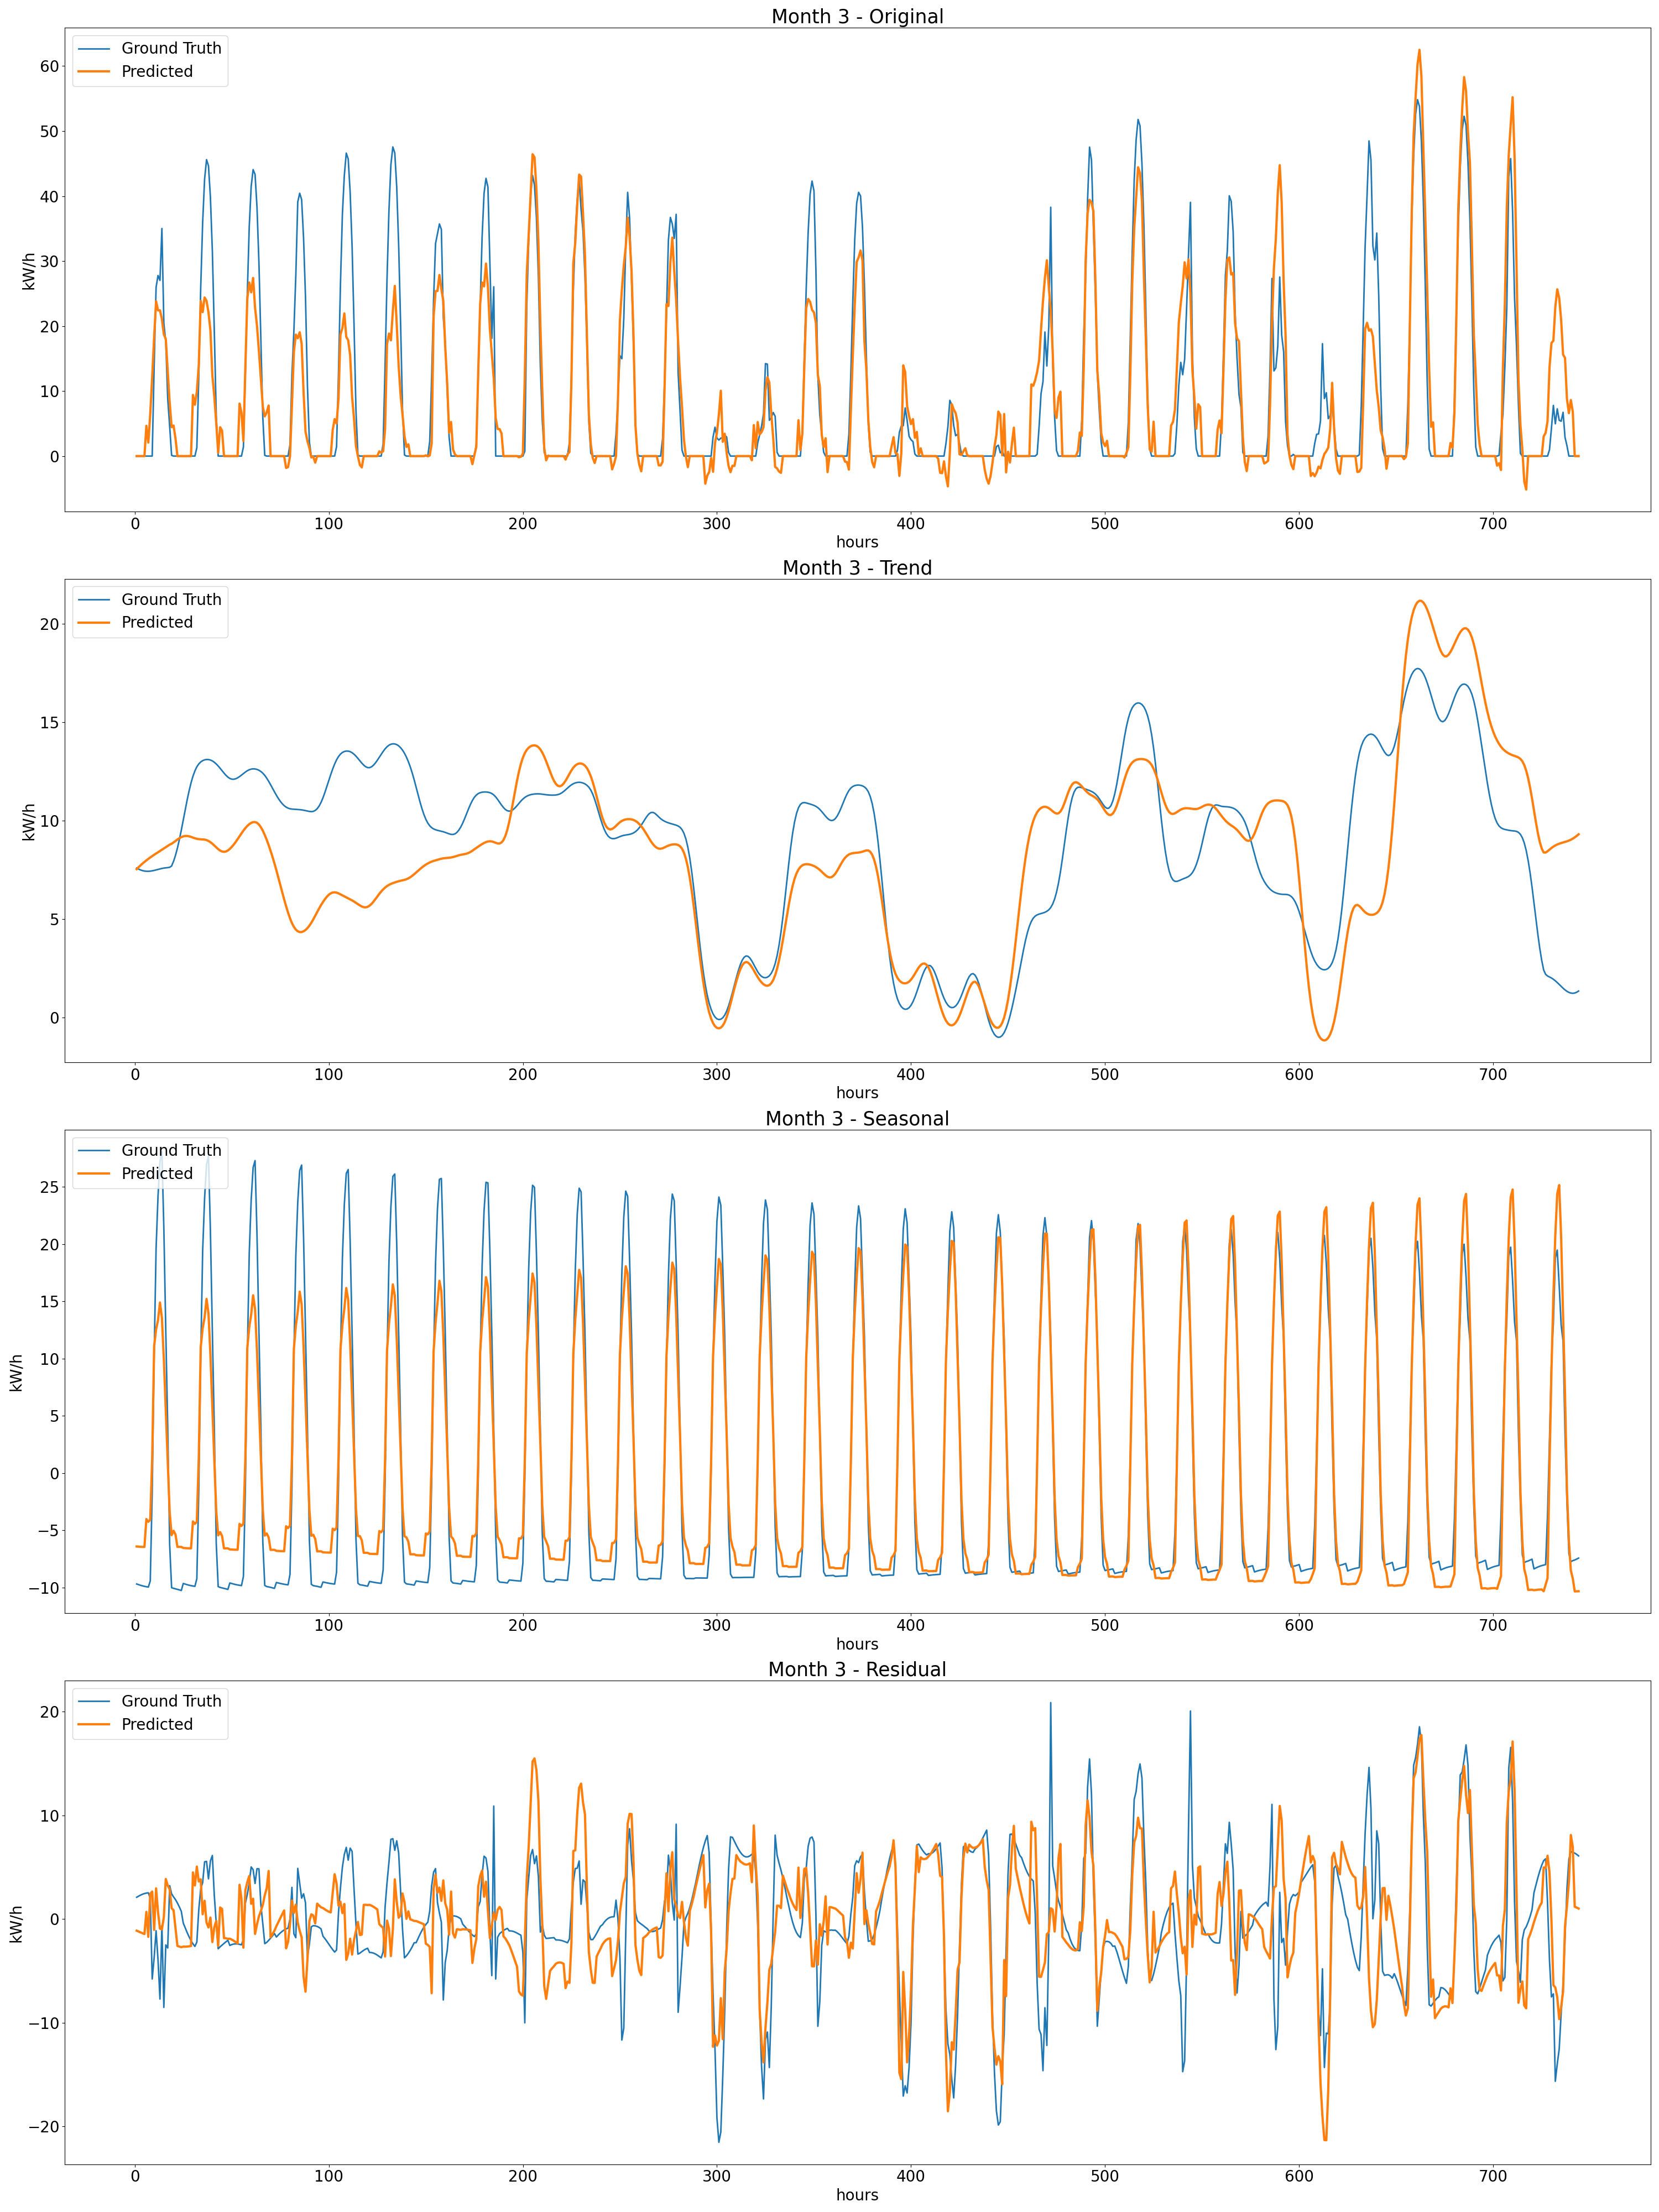 Month 3 - Original
Ground Truth
Predicted
60
50
40
30
20
10
0
kW/h
0 100 200 300 400 500 600 700
hours
Month 3 - Trend
Ground Truth
Predicted
20
15
10
5
0
kW/h
0 100 200 300 400 500 600 700
hours
Month 3 - Seasonal
Ground Truth
Predicted
25
20
15
10
5
0
−5
−10
kW/h
0 100 200 300 400 500 600 700
hours
Month 3 - Residual
Ground Truth
Predicted
20
10
0
−10
−20
kW/h
0 100 200 300 400 500 600 700
hours